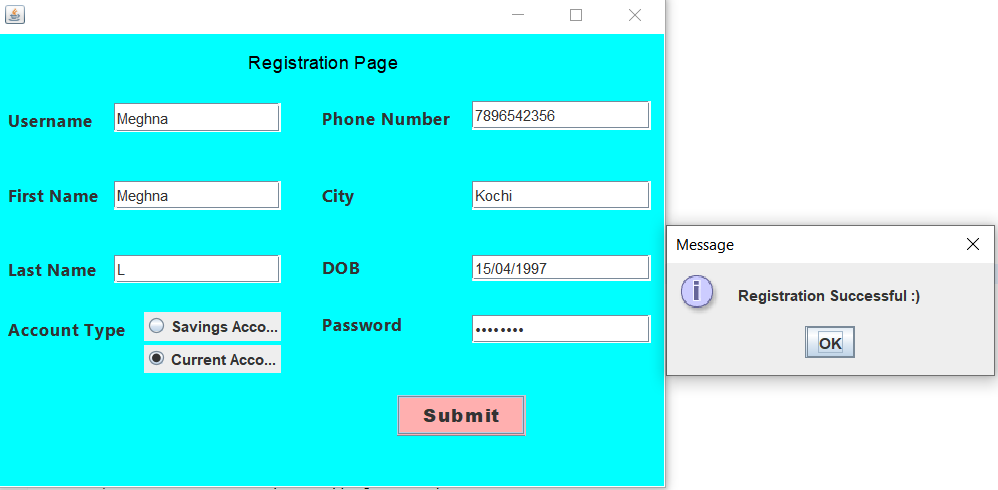 Registration Page
Username Meghna Phone Number 7896542356
First Name Meghna City Kochi
Last Name L DOB 15/04/1997
Account Type Savings Acco... Password ••••••••
Current Acco...
Submit
Message
i
Registration Successful :)
OK